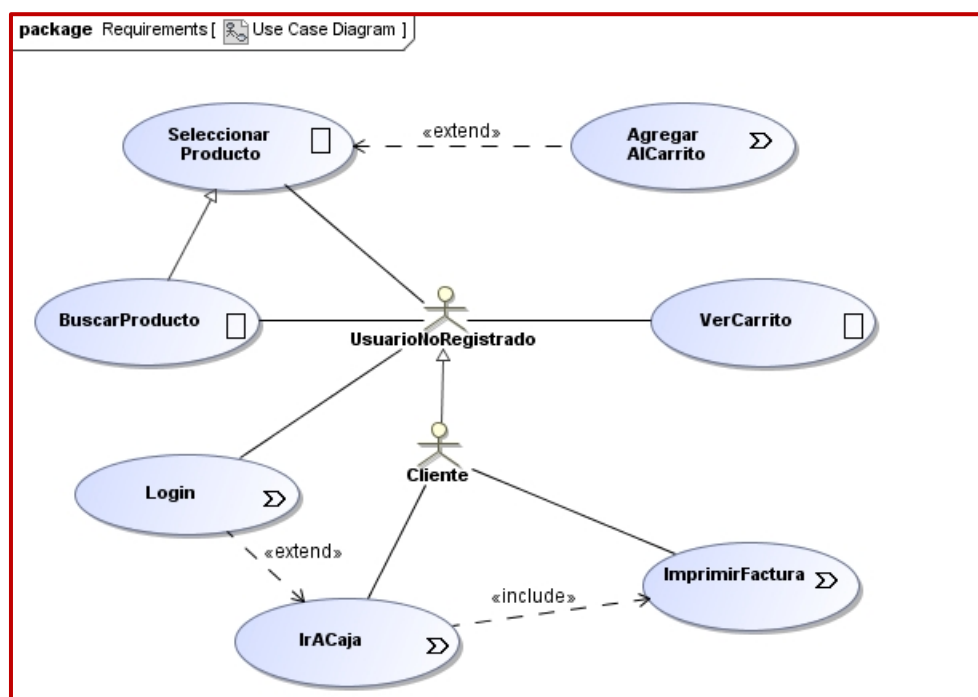 package Requirements [ Use Case Diagram ]
Seleccionar
Producto
«extend»
Agregar
AlCarrito
BuscarProducto
UsuarioNoRegistrado
VerCarrito
Cliente
Login
«extend»
ImprimirFactura
«include»
IrACaja